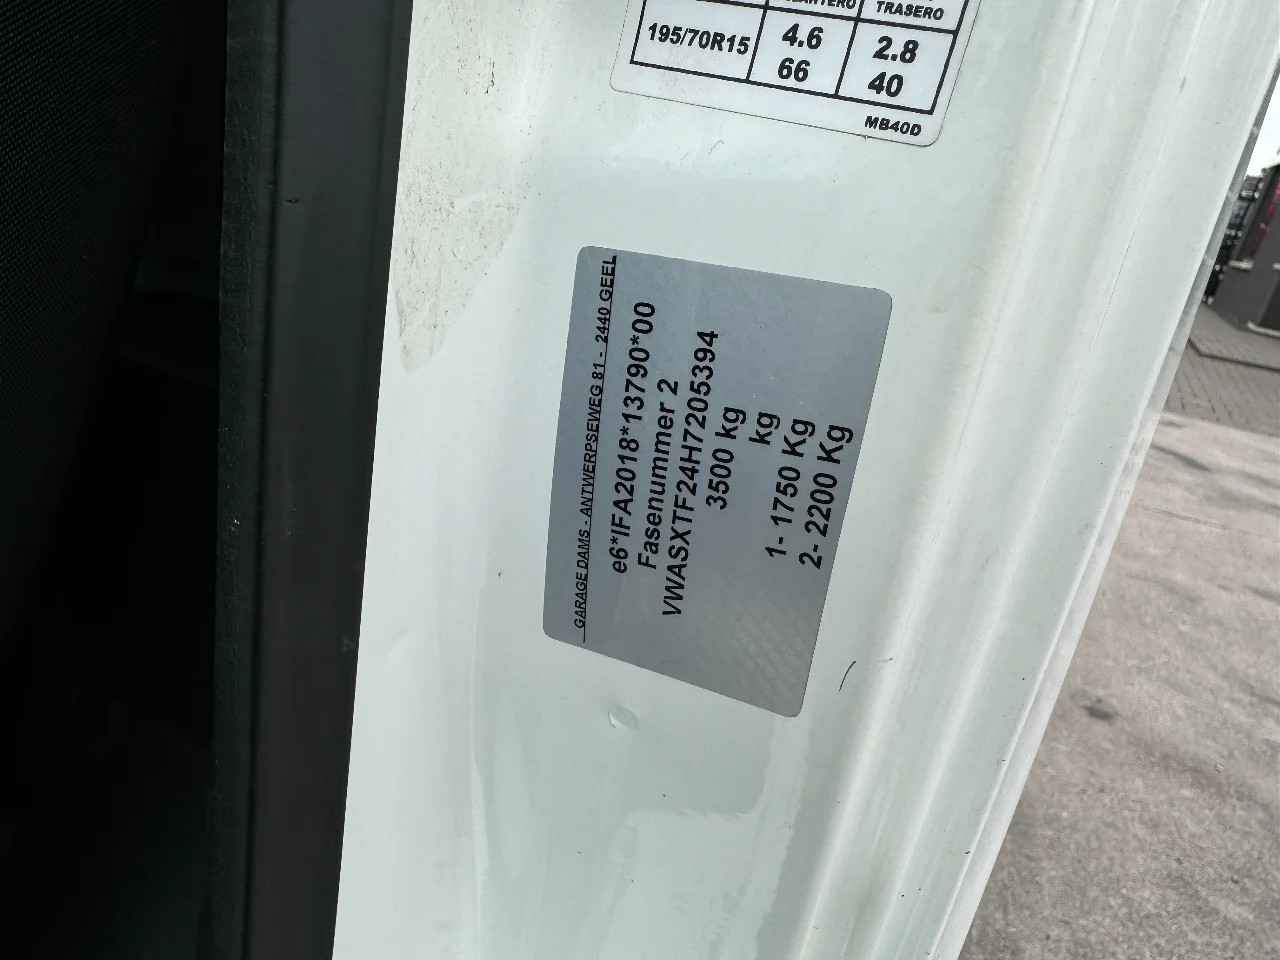 TRASERO
195/70R15 4.6 2.8
66 40
MB40D
GARAGE DAMS - ANTWERPSEWEG 81 - 2440 GEEL
e6*IFA2018*13790*00
Fasenummer 2
VWASXTF24H7205394
3500 kg
kg
1- 1750 Kg
2- 2200 Kg